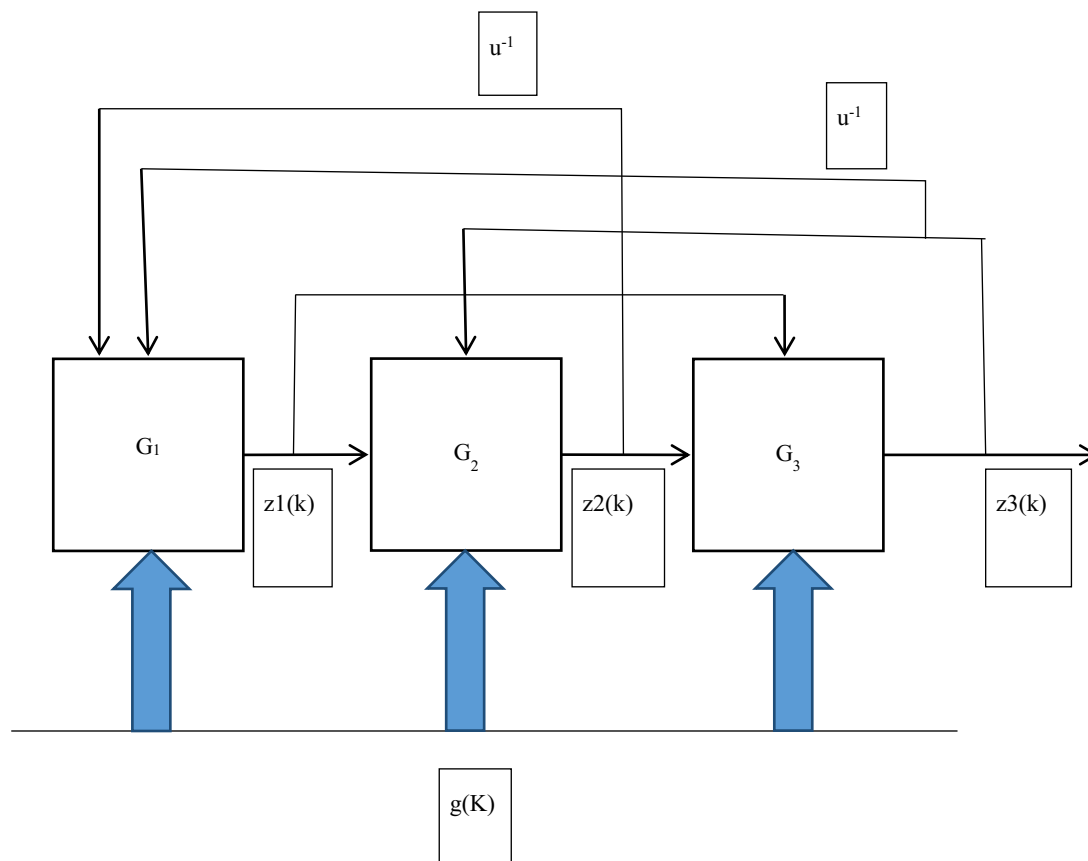 u⁻¹
u⁻¹
G₁
G₂
G₃
z1(k)
z2(k)
z3(k)
g(K)